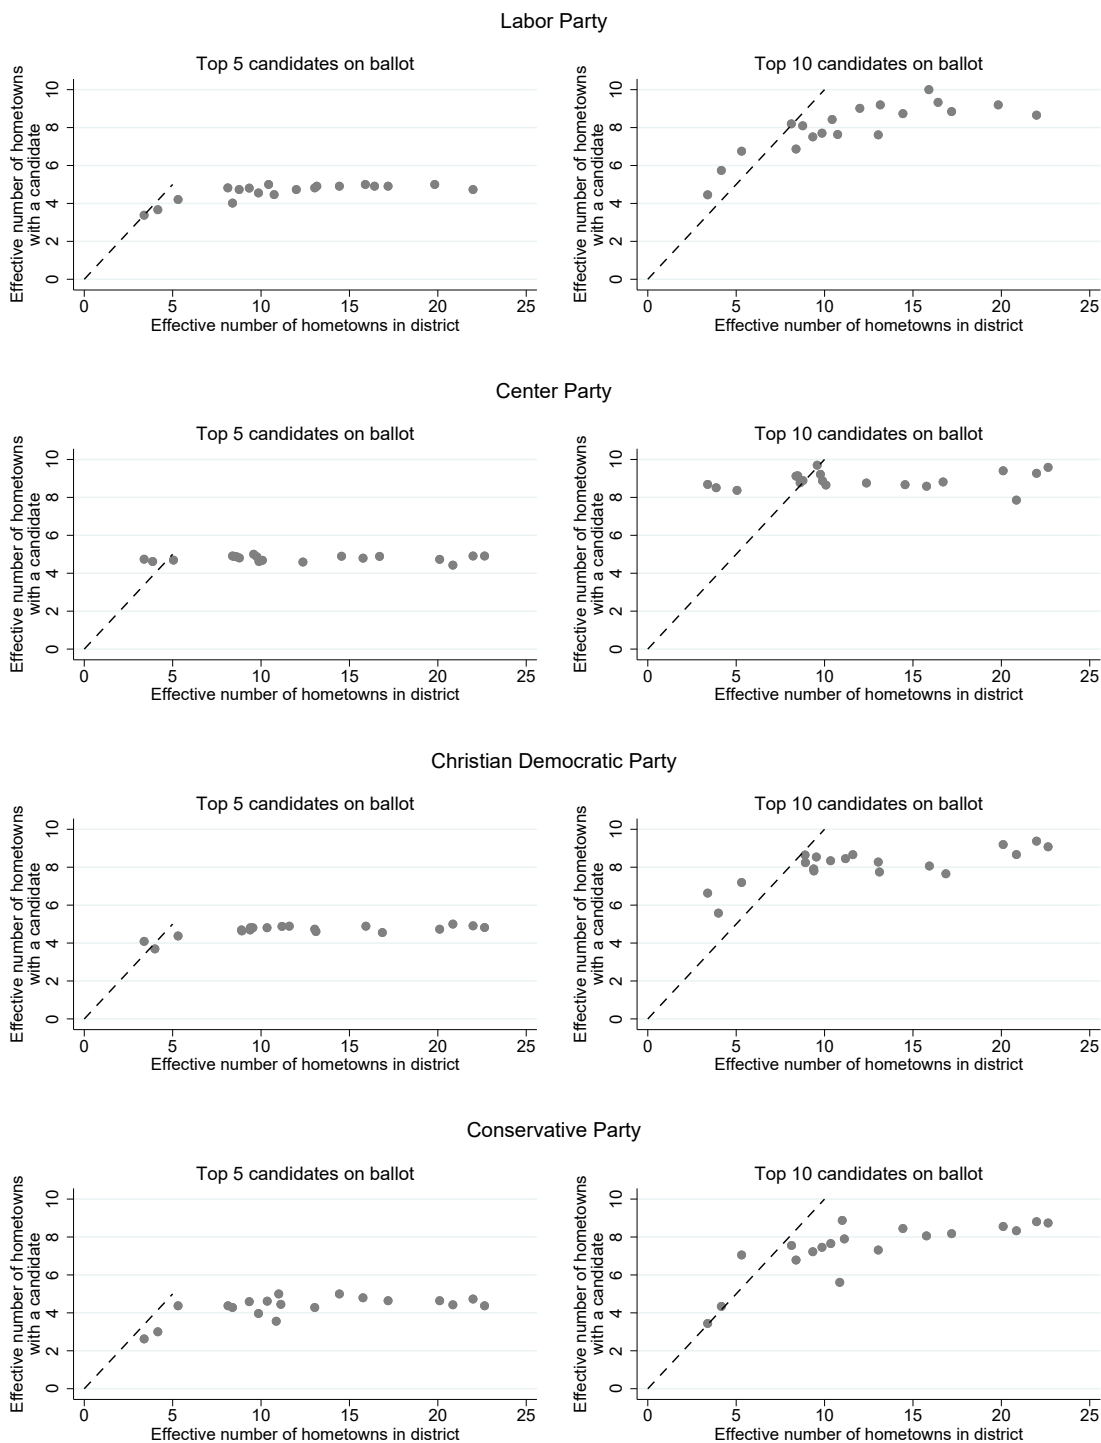 Labor Party
Top 5 candidates on ballot
Effective number of hometowns
with a candidate
0 2 4 6 8 10
0 5 10 15 20 25
Effective number of hometowns in district
Top 10 candidates on ballot
Effective number of hometowns
with a candidate
0 2 4 6 8 10
0 5 10 15 20 25
Effective number of hometowns in district
Center Party
Top 5 candidates on ballot
Effective number of hometowns
with a candidate
0 2 4 6 8 10
0 5 10 15 20 25
Effective number of hometowns in district
Top 10 candidates on ballot
Effective number of hometowns
with a candidate
0 2 4 6 8 10
0 5 10 15 20 25
Effective number of hometowns in district
Christian Democratic Party
Top 5 candidates on ballot
Effective number of hometowns
with a candidate
0 2 4 6 8 10
0 5 10 15 20 25
Effective number of hometowns in district
Top 10 candidates on ballot
Effective number of hometowns
with a candidate
0 2 4 6 8 10
0 5 10 15 20 25
Effective number of hometowns in district
Conservative Party
Top 5 candidates on ballot
Effective number of hometowns
with a candidate
0 2 4 6 8 10
0 5 10 15 20 25
Effective number of hometowns in district
Top 10 candidates on ballot
Effective number of hometowns
with a candidate
0 2 4 6 8 10
0 5 10 15 20 25
Effective number of hometowns in district